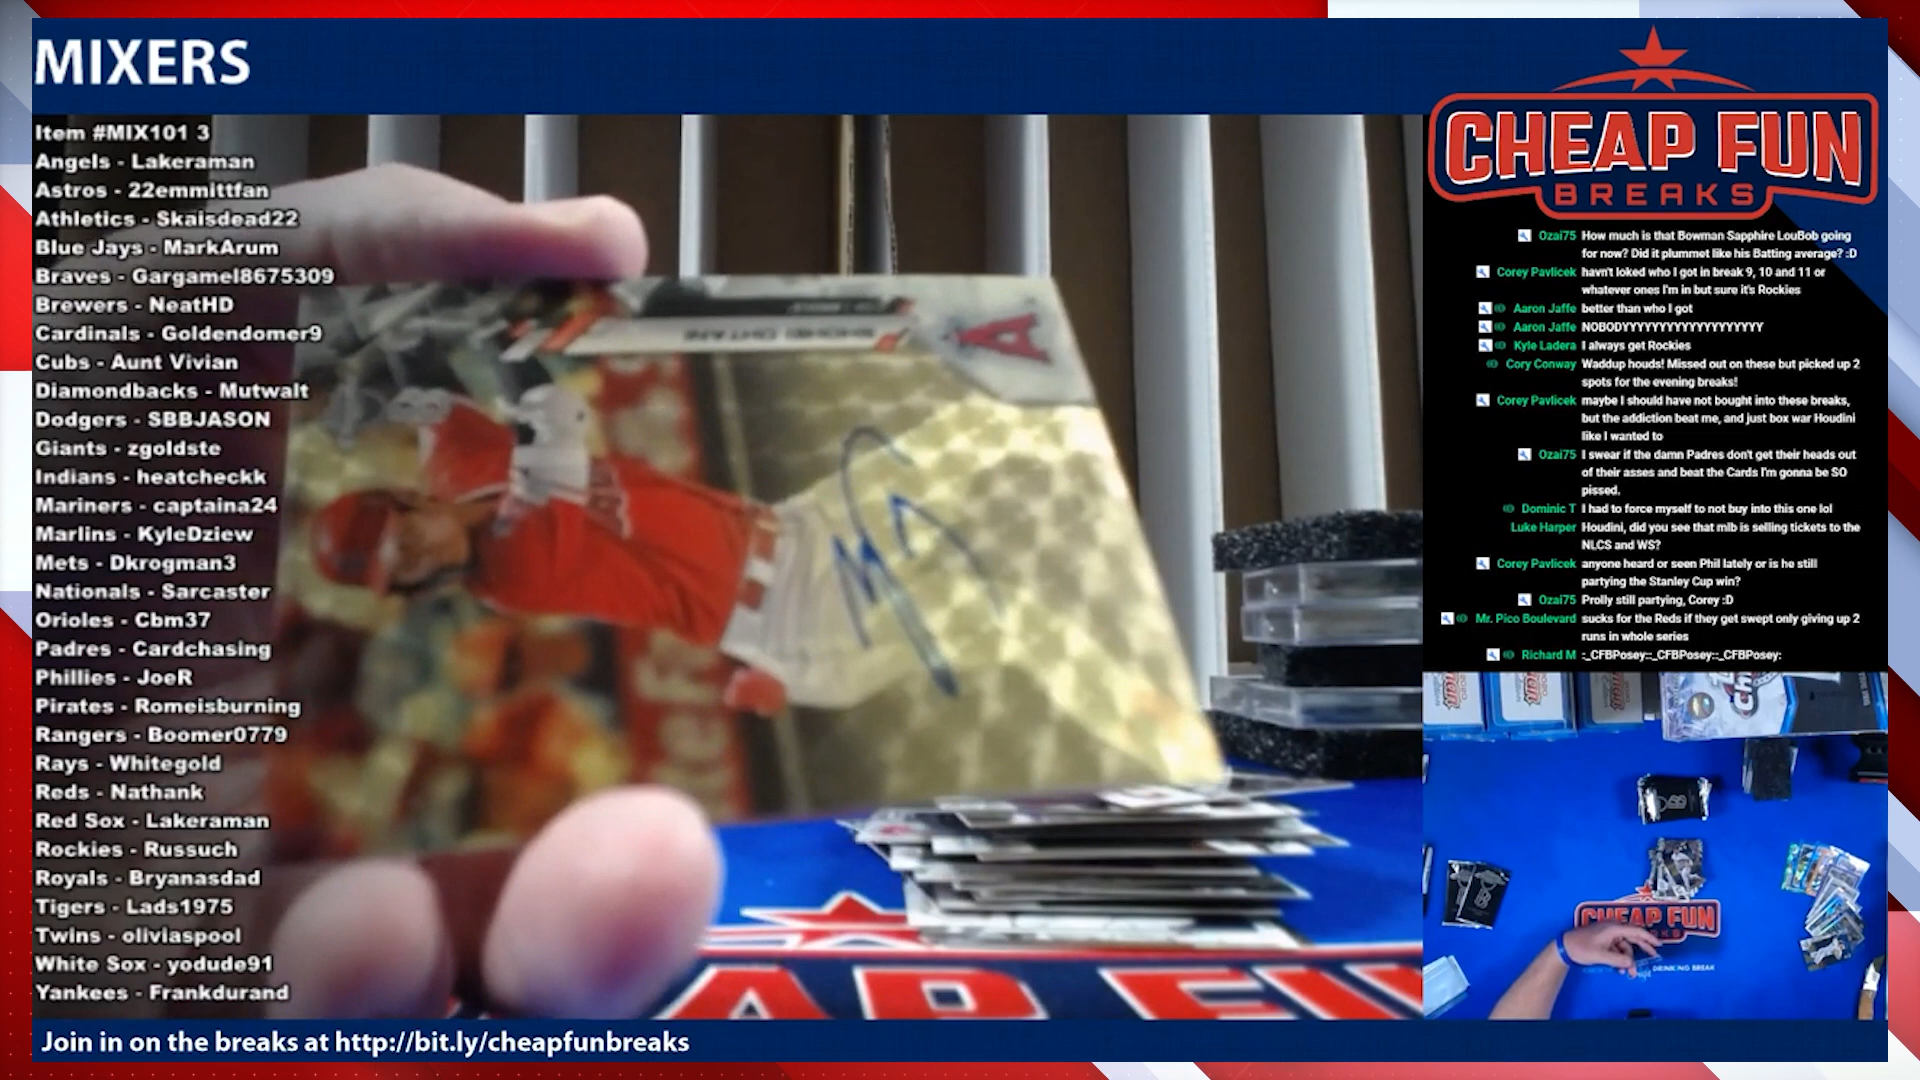 MIXERS
Item #MIX101 3
Angels - Lakeraman
Astros - 22emmittfan
Athletics - Skaisdead22
Blue Jays - MarkArum
Braves - Gargamel8675309
Brewers - NeatHD
Cardinals - Goldendomer9
Cubs - Aunt Vivian
Diamondbacks - Mutwalt
Dodgers - SBBJASON
Giants - zgoldste
Indians - heatcheckk
Mariners - captaina24
Marlins - KyleDziew
Mets - Dkrogman3
Nationals - Sarcaster
Orioles - Cbm37
Padres - Cardchasing
Phillies - JoeR
Pirates - Romeisburning
Rangers - Boomer0779
Rays - Whitegold
Reds - Nathank
Red Sox - Lakeraman
Rockies - Russuch
Royals - Bryanasdad
Tigers - Lads1975
Twins - oliviaspool
White Sox - yodude91
Yankees - Frankdurand
SHOHEI OHTANI
A
CHEAP FUN
BREAKS
Ozai75 How much is that Bowman Sapphire LouBob going
for now? Did it plummet like his Batting average? :D
Corey Pavlicek havn't loked who I got in break 9, 10 and 11 or
whatever ones I'm in but sure it's Rockies
Aaron Jaffe better than who I got
Aaron Jaffe NOBODYYYYYYYYYYYYYYYYYYY
Kyle Ladera I always get Rockies
Cory Conway Waddup houds! Missed out on these but picked up 2
spots for the evening breaks!
Corey Pavlicek maybe I should have not bought into these breaks,
but the addiction beat me, and just box war Houdini
like I wanted to
Ozai75 I swear if the damn Padres don't get their heads out
of their asses and beat the Cards I'm gonna be SO
pissed.
Dominic T I had to force myself to not buy into this one lol
Luke Harper Houdini, did you see that mlb is selling tickets to the
NLCS and WS?
Corey Pavlicek anyone heard or seen Phil lately or is he still
partying the Stanley Cup win?
Ozai75 Prolly still partying, Corey :D
Mr. Pico Boulevard sucks for the Reds if they get swept only giving up 2
runs in whole series
Richard M :_CFBPosey::_CFBPosey::_CFBPosey:
CHEAP FUN
DRINKING BREAK
Join in on the breaks at http://bit.ly/cheapfunbreaks